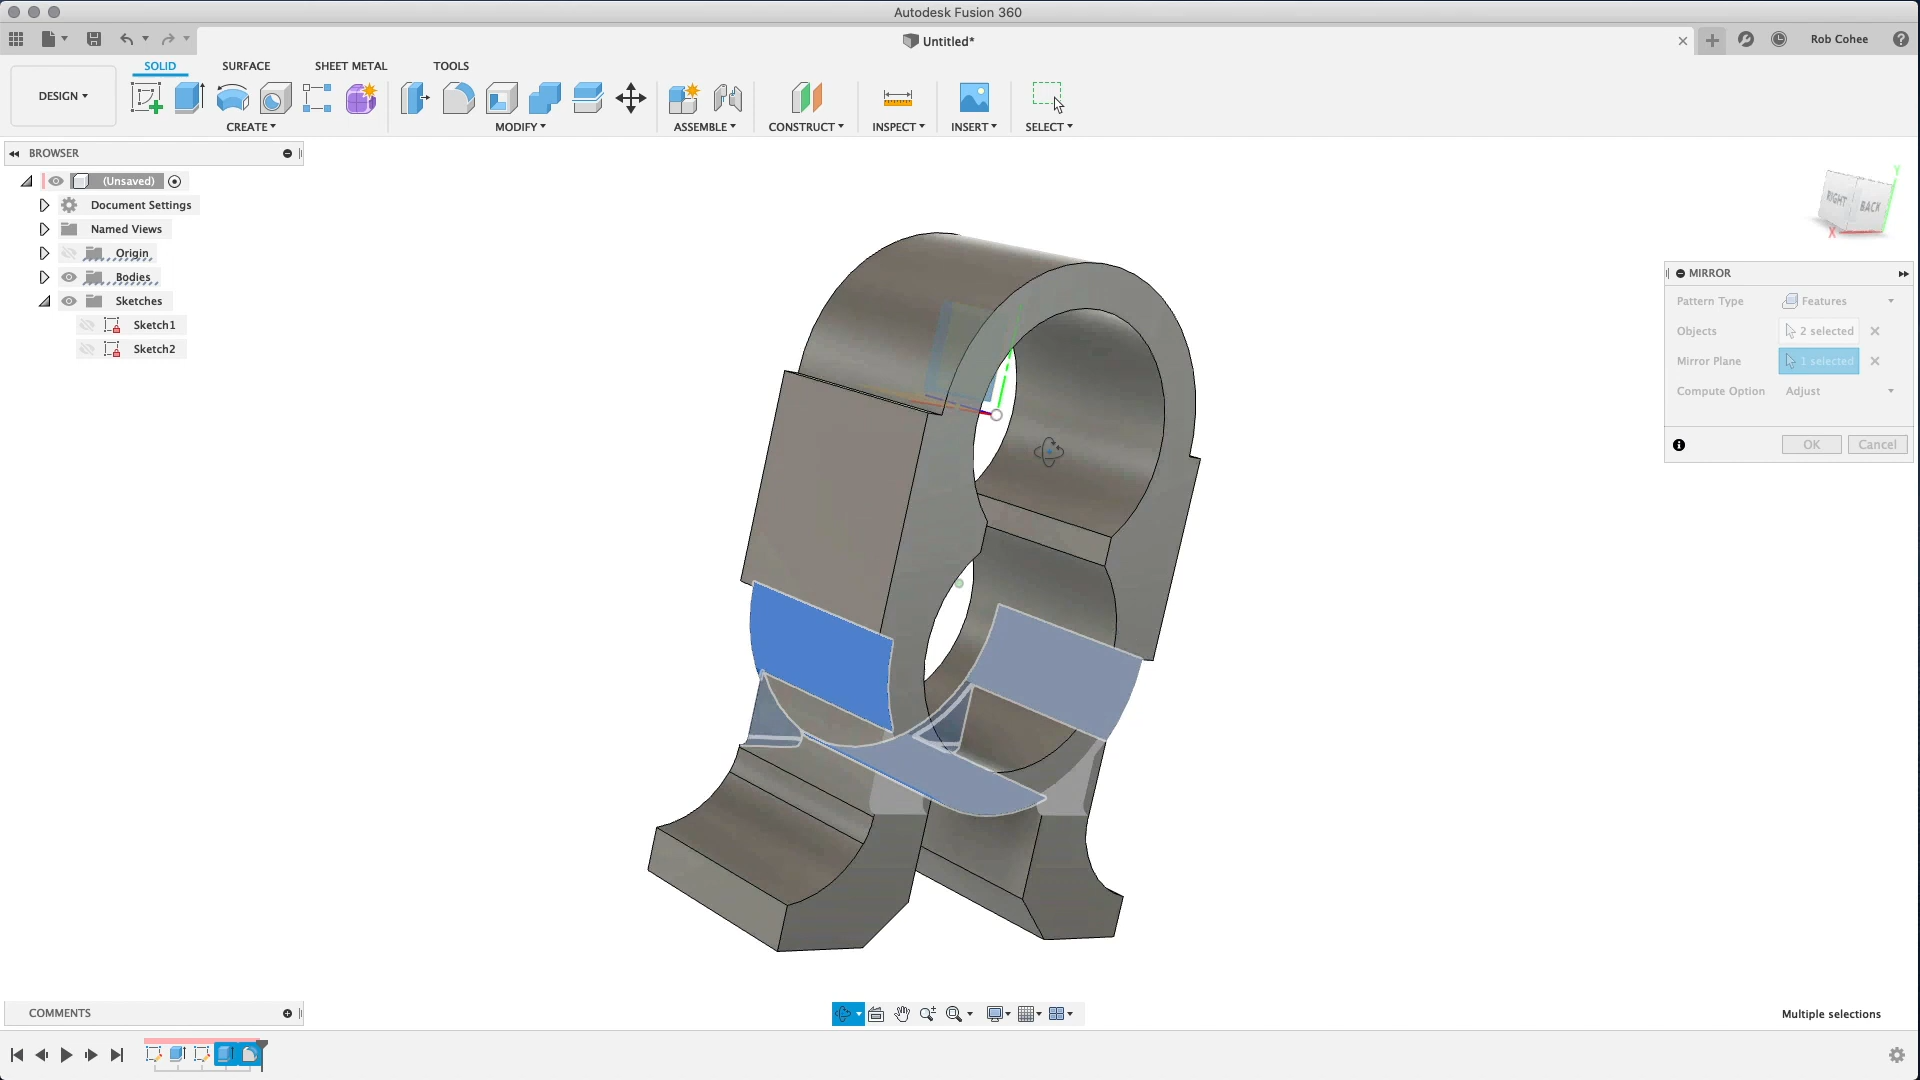 Autodesk Fusion 360
Untitled*
Rob Cohee
DESIGN
SOLID
SURFACE
SHEET METAL
TOOLS
CREATE
MODIFY
ASSEMBLE
CONSTRUCT
INSPECT
INSERT
SELECT
BROWSER
(Unsaved)
Document Settings
Named Views
Origin
Bodies
Sketches
Sketch1
Sketch2
RIGHT
BACK
Y
X
MIRROR
Pattern Type
Features
Objects
2 selected
Mirror Plane
1 selected
Compute Option
Adjust
OK
Cancel
COMMENTS
Multiple selections